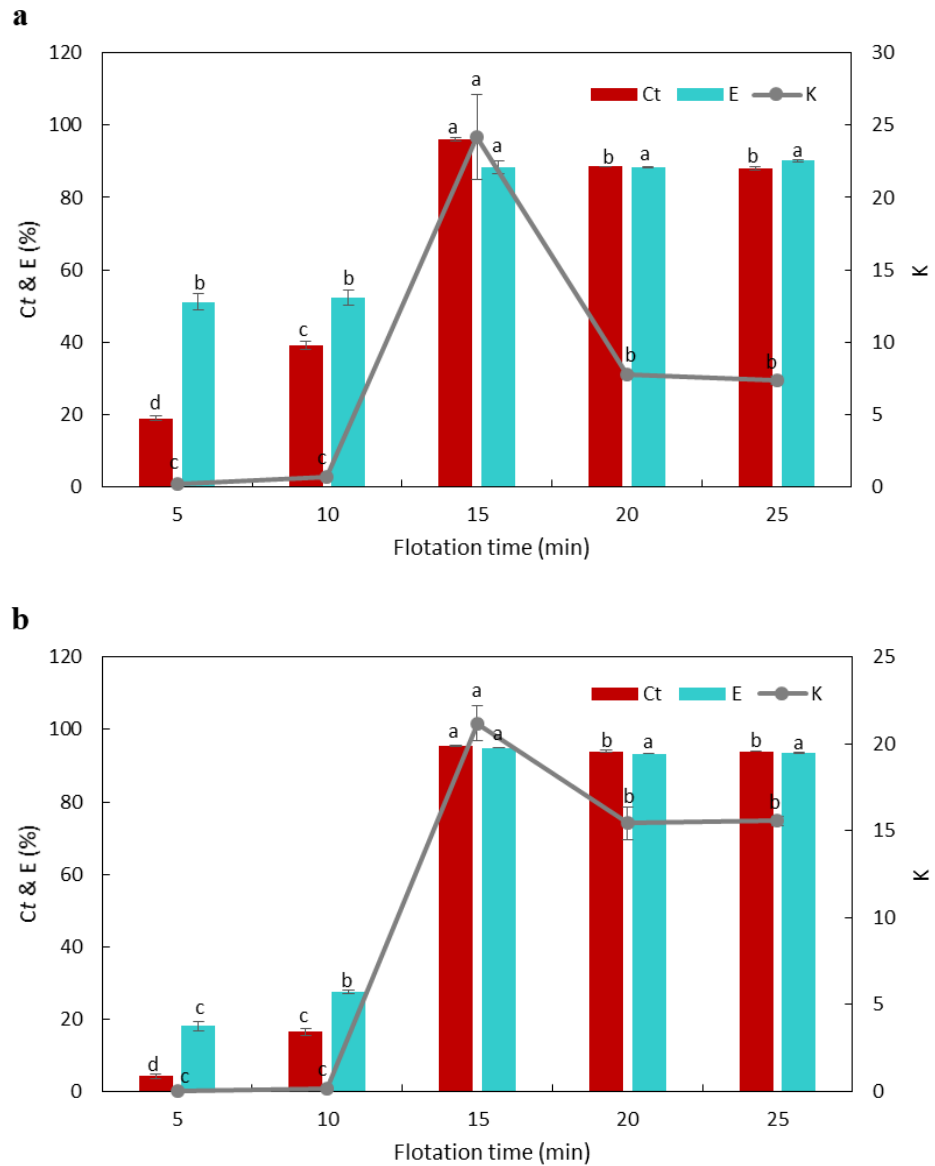 a
120 30
Ct E K
a
a a b a b a
100 25
80 20
b b
60 15
c
40 10
b b
d
20 5
c c
0 0
5 10 15 20 25
Ct & E (%)
K
Flotation time (min)
b
120 25
Ct E K
a
a a b a b a
100
20
80
b b
15
60
10
40
b
c c
20 5
d c c
0 0
5 10 15 20 25
Ct & E (%)
K
Flotation time (min)